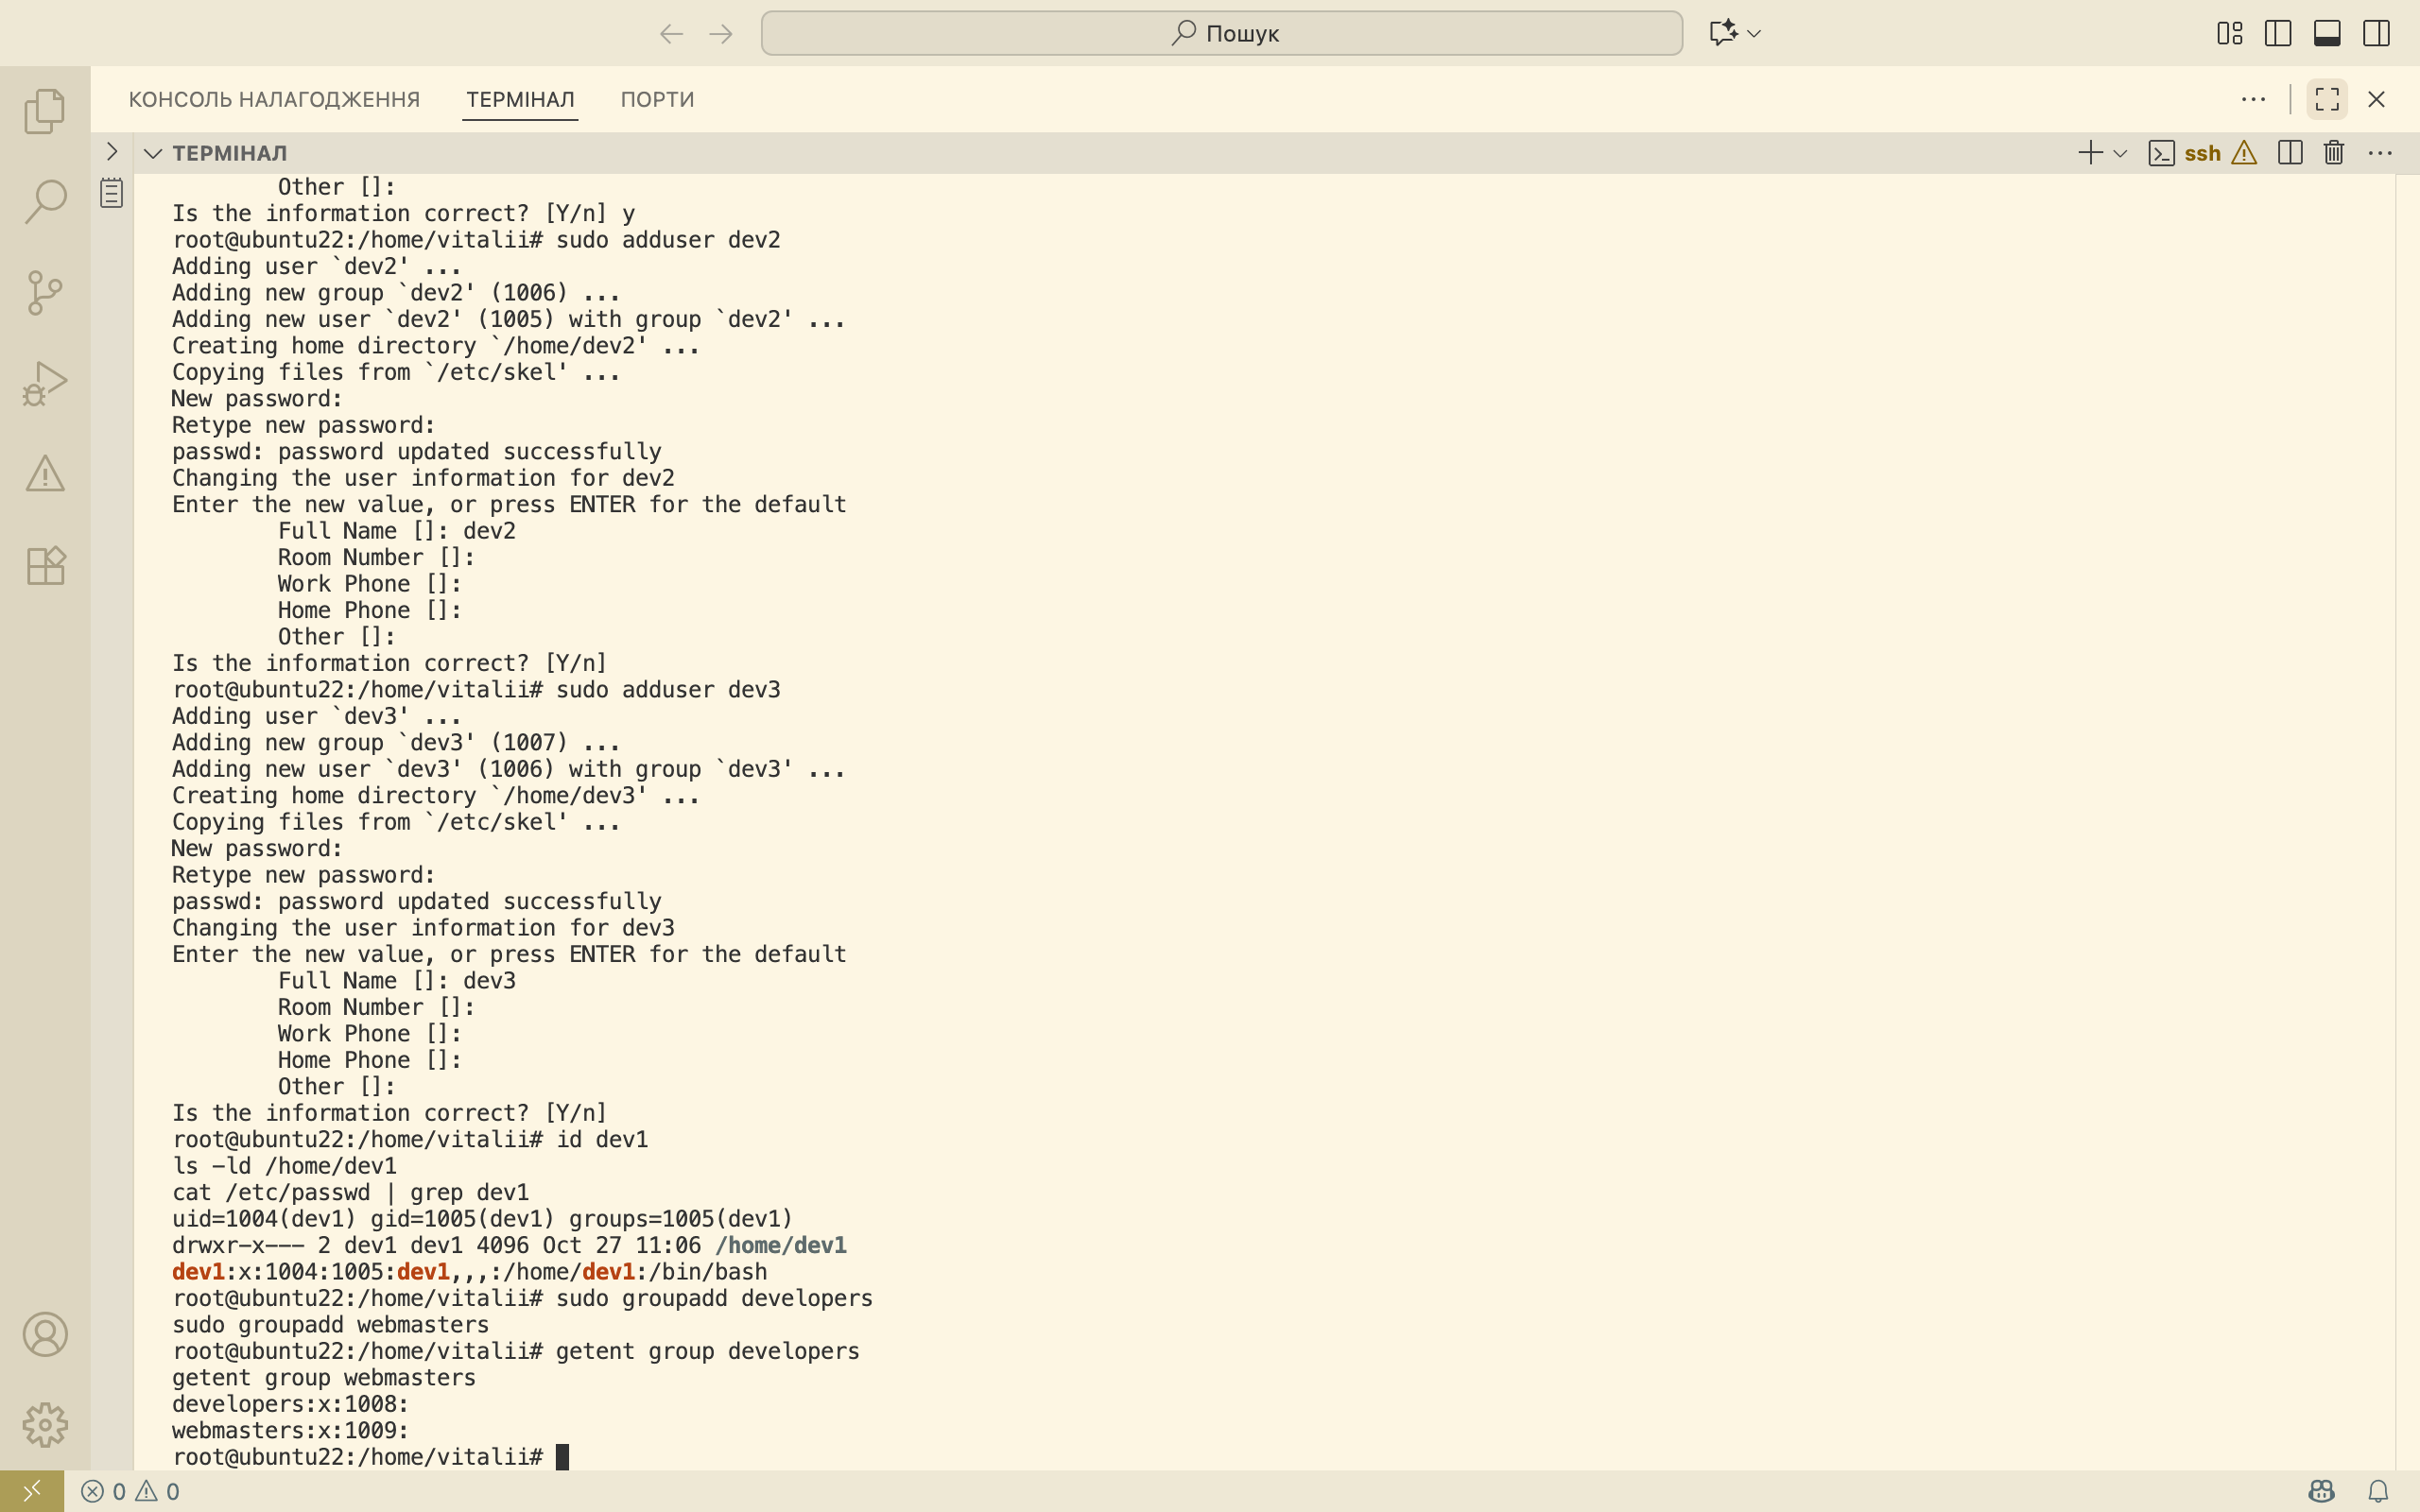 Пошук
КОНСОЛЬ НАЛАГОДЖЕННЯ ТЕРМІНАЛ ПОРТИ
ТЕРМІНАЛ ssh
Other []:
Is the information correct? [Y/n] y
root@ubuntu22:/home/vitalii# sudo adduser dev2
Adding user `dev2' ...
Adding new group `dev2' (1006) ...
Adding new user `dev2' (1005) with group `dev2' ...
Creating home directory `/home/dev2' ...
Copying files from `/etc/skel' ...
New password:
Retype new password:
passwd: password updated successfully
Changing the user information for dev2
Enter the new value, or press ENTER for the default
Full Name []: dev2
Room Number []:
Work Phone []:
Home Phone []:
Other []:
Is the information correct? [Y/n]
root@ubuntu22:/home/vitalii# sudo adduser dev3
Adding user `dev3' ...
Adding new group `dev3' (1007) ...
Adding new user `dev3' (1006) with group `dev3' ...
Creating home directory `/home/dev3' ...
Copying files from `/etc/skel' ...
New password:
Retype new password:
passwd: password updated successfully
Changing the user information for dev3
Enter the new value, or press ENTER for the default
Full Name []: dev3
Room Number []:
Work Phone []:
Home Phone []:
Other []:
Is the information correct? [Y/n]
root@ubuntu22:/home/vitalii# id dev1
ls -ld /home/dev1
cat /etc/passwd | grep dev1
uid=1004(dev1) gid=1005(dev1) groups=1005(dev1)
drwxr-x--- 2 dev1 dev1 4096 Oct 27 11:06 /home/dev1
dev1:x:1004:1005:dev1,,,:/home/dev1:/bin/bash
root@ubuntu22:/home/vitalii# sudo groupadd developers
sudo groupadd webmasters
root@ubuntu22:/home/vitalii# getent group developers
getent group webmasters
developers:x:1008:
webmasters:x:1009:
root@ubuntu22:/home/vitalii#
0 0